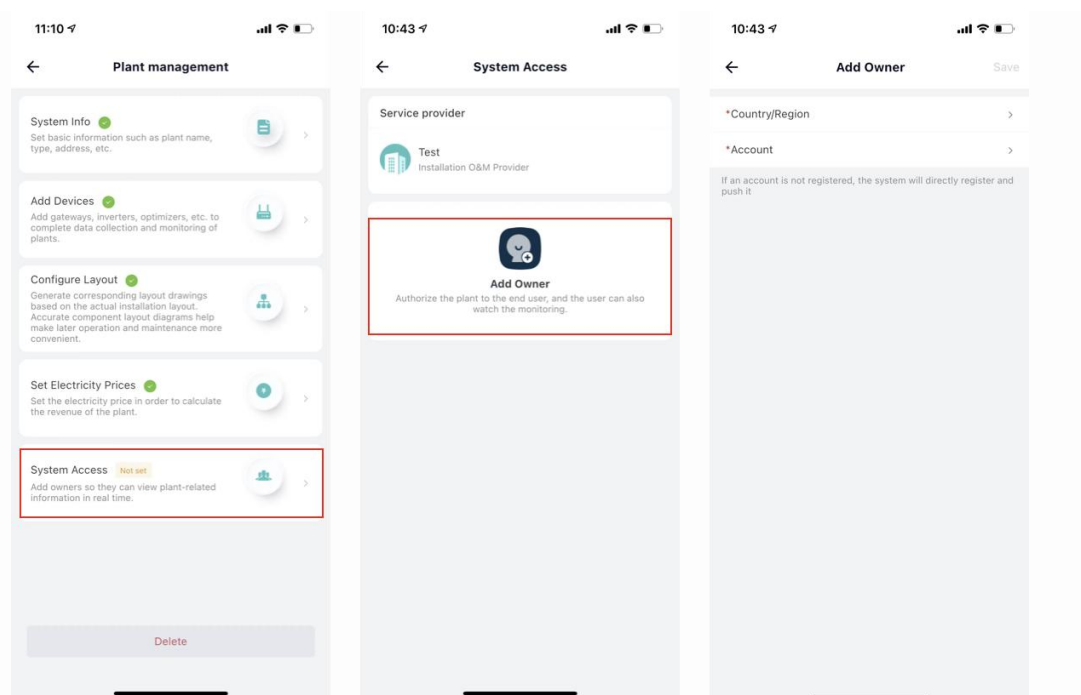 11:10
Plant management
System Info
Set basic information such as plant name,
type, address, etc.
Add Devices
Add gateways, inverters, optimizers, etc. to
complete data collection and monitoring of
plants.
Configure Layout
Generate corresponding layout drawings
based on the actual installation layout.
Accurate component layout diagrams help
make later operation and maintenance more
convenient.
Set Electricity Prices
Set the electricity price in order to calculate
the revenue of the plant.
System Access Not set
Add owners so they can view plant-related
information in real time.
Delete
10:43
System Access
Service provider
Test
Installation O&M Provider
Add Owner
Authorize the plant to the end user, and the user can also
watch the monitoring.
10:43
Add Owner Save
*Country/Region
*Account
If an account is not registered, the system will directly register and
push it